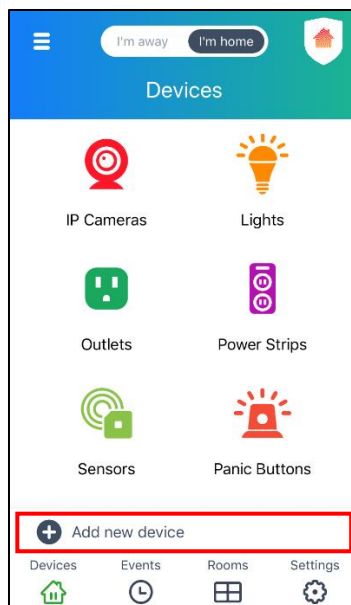 I'm away I'm home
Devices
IP Cameras Lights
Outlets Power Strips
Sensors Panic Buttons
Add new device
Devices Events Rooms Settings